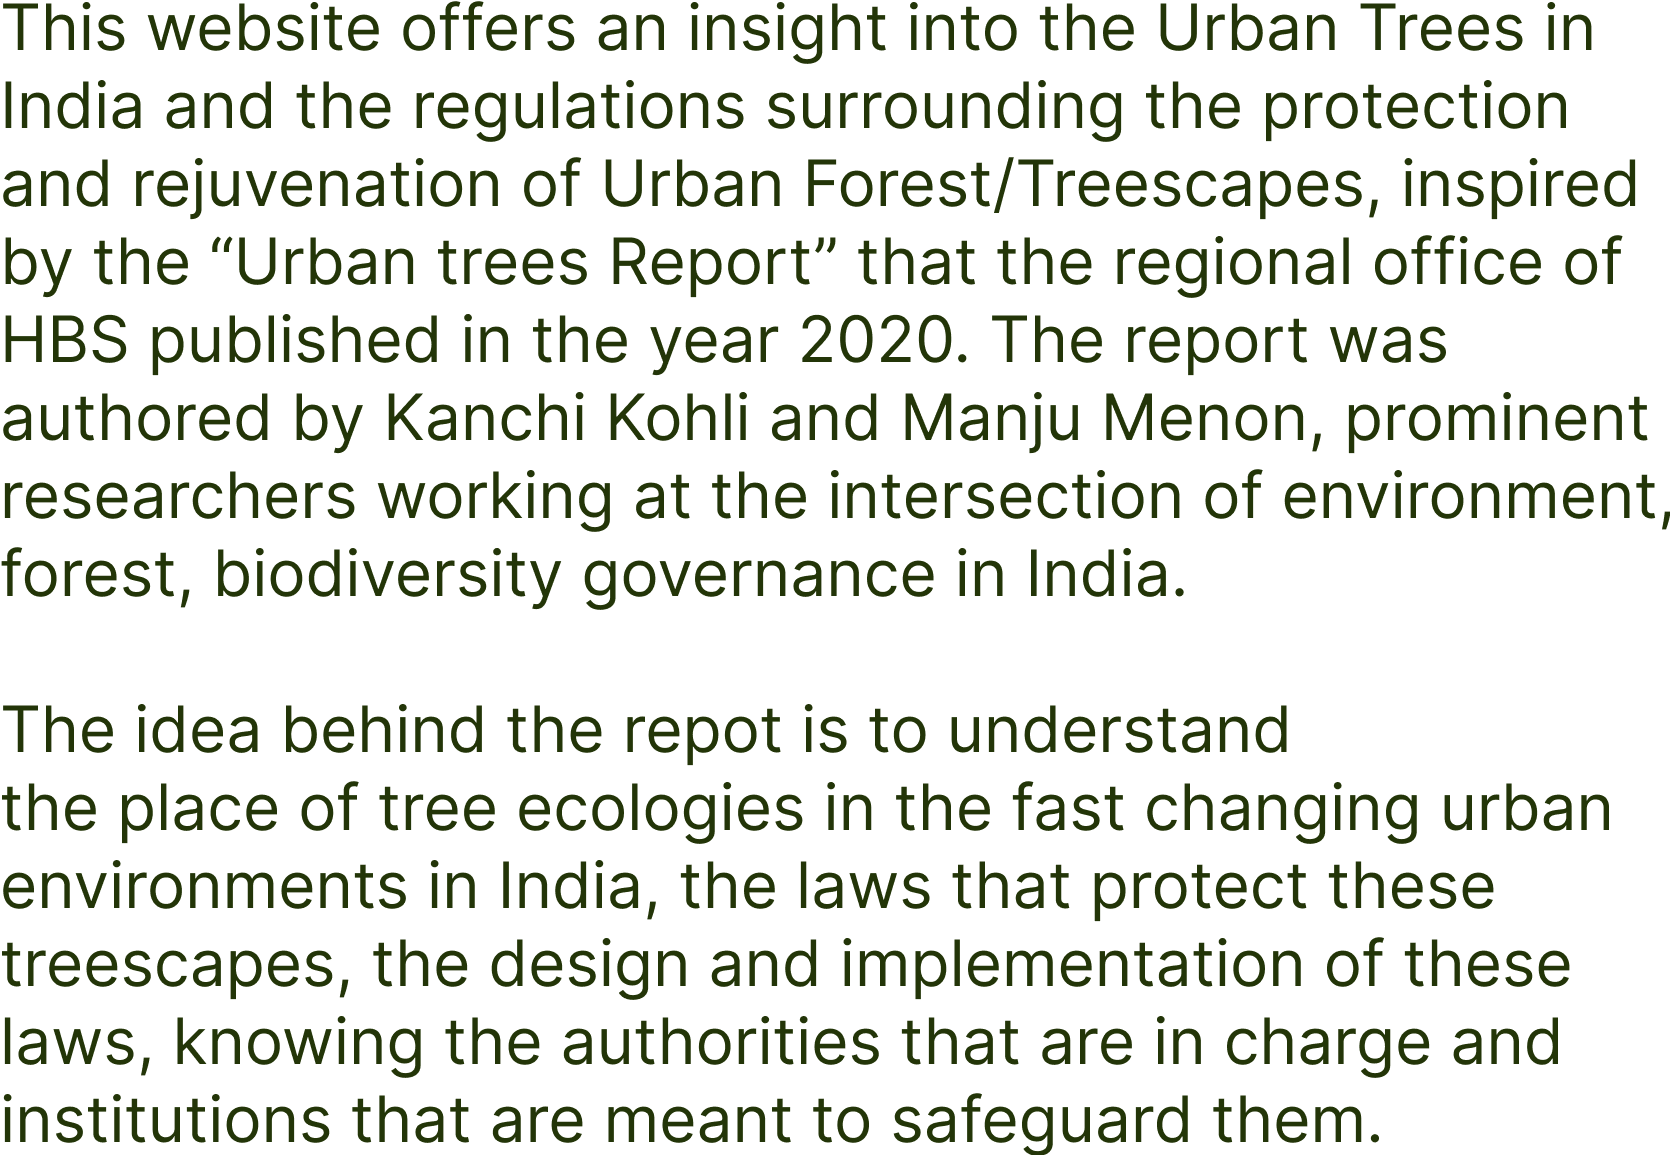 This website offers an insight into the Urban Trees in
India and the regulations surrounding the protection
and rejuvenation of Urban Forest/Treescapes, inspired
by the “Urban trees Report” that the regional office of
HBS published in the year 2020. The report was
authored by Kanchi Kohli and Manju Menon, prominent
researchers working at the intersection of environment,
forest, biodiversity governance in India.
The idea behind the repot is to understand
the place of tree ecologies in the fast changing urban
environments in India, the laws that protect these
treescapes, the design and implementation of these
laws, knowing the authorities that are in charge and
institutions that are meant to safeguard them.